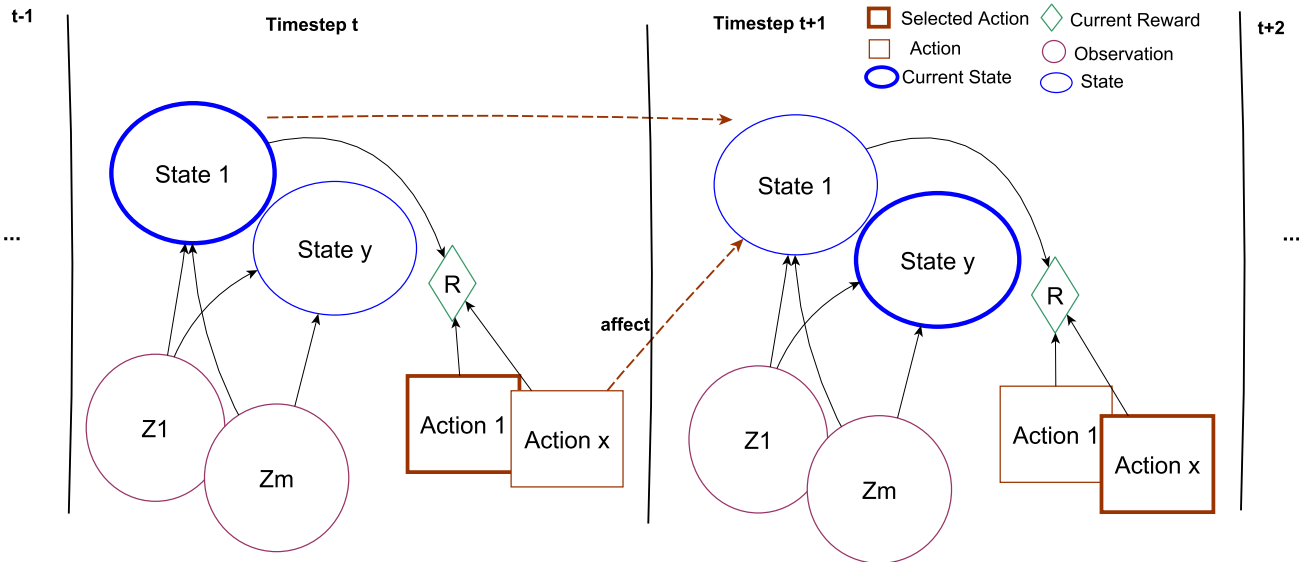 t-1
Timestep t
Timestep t+1
t+2
Selected Action
Current Reward
Action
Observation
Current State
State
State 1
State y
R
Z1
Zm
Action 1
Action x
affect
State 1
State y
R
Z1
Zm
Action 1
Action x
...
...